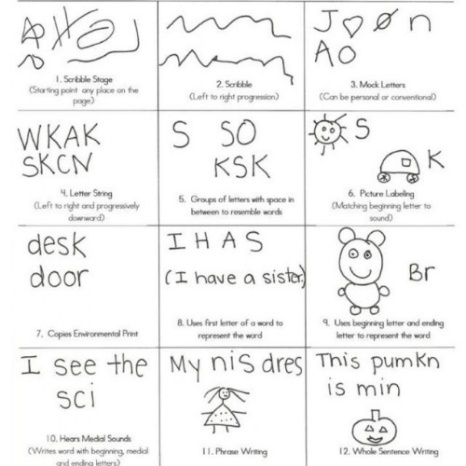 1. Scribble Stage
(Starting point any place on the
page)
2. Scribble
(Left to right progression)
J n
AO
3. Mock Letters
(Can be personal or conventional)
WKAK
SKCN
4. Letter String
(Left to right and progressively
downward)
S SO
KSK
5. Groups of letters with space in
between to resemble words
S
K
6. Picture Labeling
(Matching beginning letter to
sound)
desk
door
7. Copies Environmental Print
I H A S
(I have a sister)
8. Uses first letter of a word to
represent the word
Br
9. Uses beginning letter and ending
letter to represent the word
I see the
sci
10. Hears Medial Sounds
(Writes word with beginning, medial
and ending letters)
My nis dres
11. Phrase Writing
This pumkn
is min
12. Whole Sentence Writing